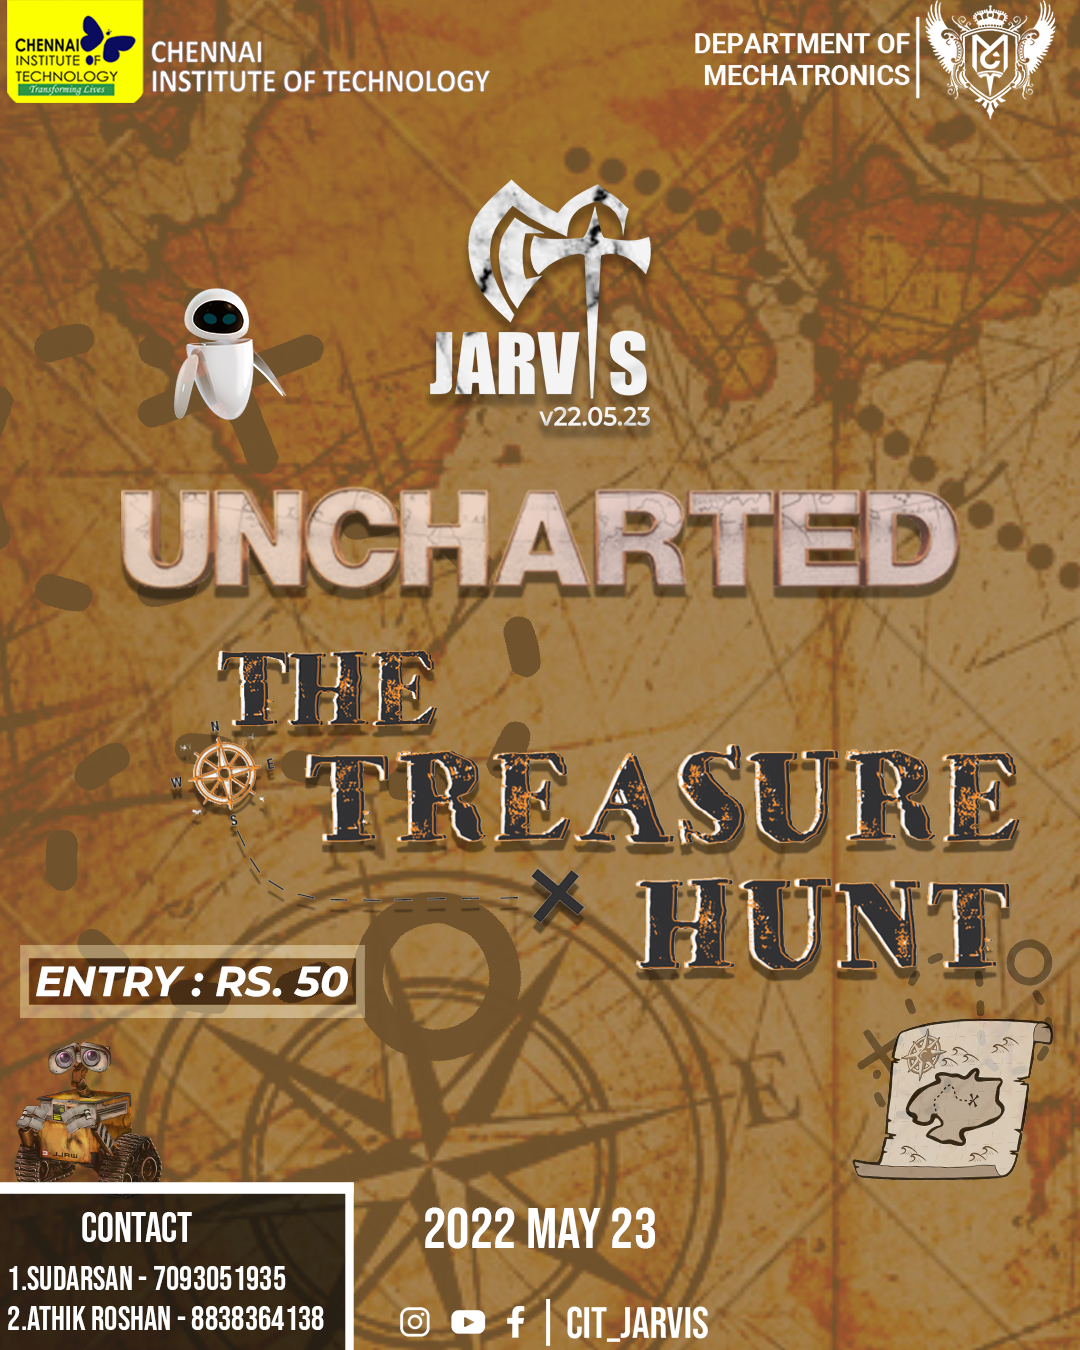 CHENNAI
INSTITUTE OF
TECHNOLOGY
Transforming Lives
CHENNAI
INSTITUTE OF TECHNOLOGY
DEPARTMENT OF
MECHATRONICS
JARVIS
v22.05.23
UNCHARTED
THE
N
W E
S
TREASURE
HUNT
ENTRY : RS. 50
CONTACT
1.SUDARSAN - 7093051935
2.ATHIK ROSHAN - 8838364138
2022 MAY 23
CIT_JARVIS